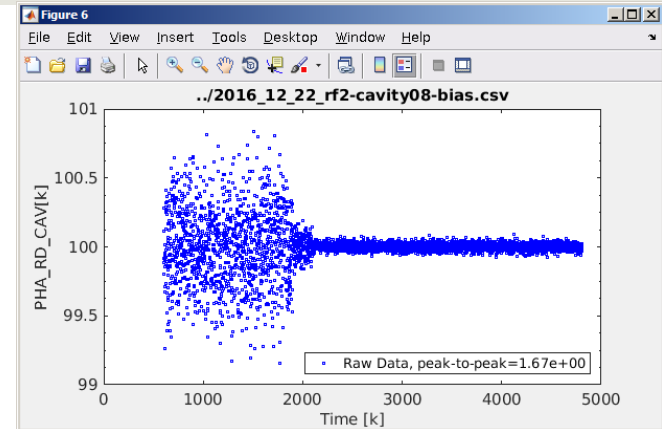 Figure 6
File Edit View Insert Tools Desktop Window Help
../2016_12_22_rf2-cavity08-bias.csv
101
100.5
100
99.5
99
PHA_RD_CAV[k]
Raw Data, peak-to-peak=1.67e+00
0 1000 2000 3000 4000 5000
Time [k]